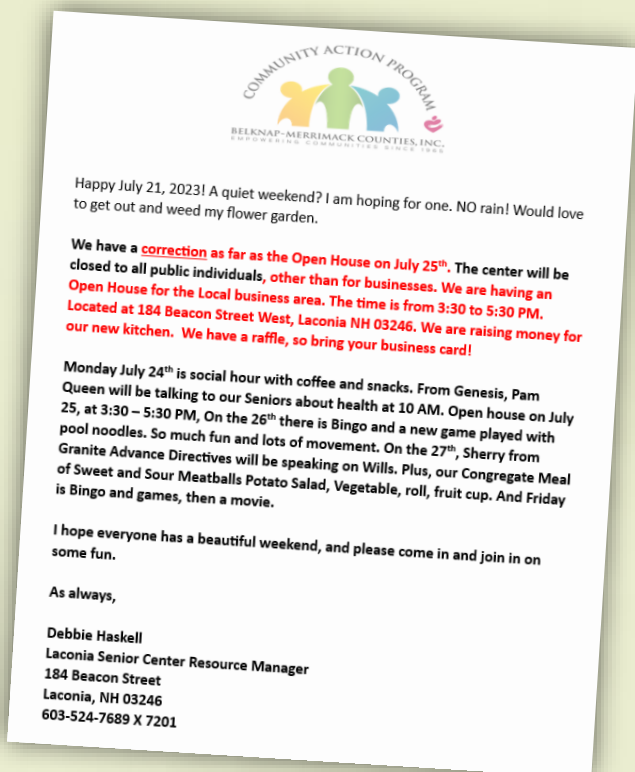 COMMUNITY ACTION PROGRAM
BELKNAP-MERRIMACK COUNTIES, INC.
EMPOWERING COMMUNITIES SINCE 1965
Happy July 21, 2023! A quiet weekend? I am hoping for one. NO rain! Would love
to get out and weed my flower garden.
We have a correction as far as the Open House on July 25th. The center will be
closed to all public individuals, other than for businesses. We are having an
Open House for the Local business area. The time is from 3:30 to 5:30 PM.
Located at 184 Beacon Street West, Laconia NH 03246. We are raising money for
our new kitchen. We have a raffle, so bring your business card!
Monday July 24th is social hour with coffee and snacks. From Genesis, Pam
Queen will be talking to our Seniors about health at 10 AM. Open house on July
25, at 3:30 – 5:30 PM, On the 26th there is Bingo and a new game played with
pool noodles. So much fun and lots of movement. On the 27th, Sherry from
Granite Advance Directives will be speaking on Wills. Plus, our Congregate Meal
of Sweet and Sour Meatballs Potato Salad, Vegetable, roll, fruit cup. And Friday
is Bingo and games, then a movie.
I hope everyone has a beautiful weekend, and please come in and join in on
some fun.
As always,
Debbie Haskell
Laconia Senior Center Resource Manager
184 Beacon Street
Laconia, NH 03246
603-524-7689 X 7201